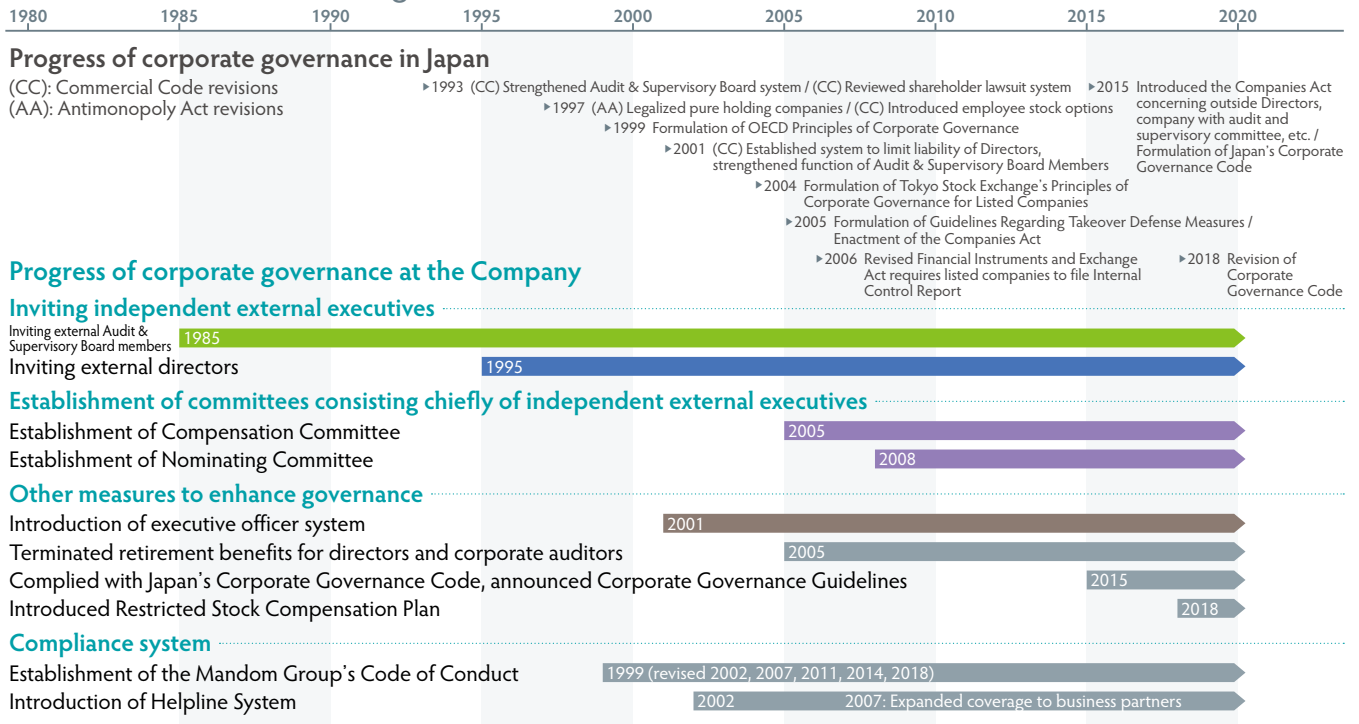 1980 1985 1990 1995 2000 2005 2010 2015 2020
Progress of corporate governance in Japan
(CC): Commercial Code revisions
(AA): Antimonopoly Act revisions
▸1993 (CC) Strengthened Audit & Supervisory Board system / (CC) Reviewed shareholder lawsuit system
▸1997 (AA) Legalized pure holding companies / (CC) Introduced employee stock options
▸1999 Formulation of OECD Principles of Corporate Governance
▸2001 (CC) Established system to limit liability of Directors,
strengthened function of Audit & Supervisory Board Members
▸2004 Formulation of Tokyo Stock Exchange's Principles of
Corporate Governance for Listed Companies
▸2005 Formulation of Guidelines Regarding Takeover Defense Measures /
Enactment of the Companies Act
▸2006 Revised Financial Instruments and Exchange
Act requires listed companies to file Internal
Control Report
▸2015 Introduced the Companies Act
concerning outside Directors,
company with audit and
supervisory committee, etc. /
Formulation of Japan's Corporate
Governance Code
▸2018 Revision of
Corporate
Governance Code
Progress of corporate governance at the Company
Inviting independent external executives
Inviting external Audit &
Supervisory Board members
1985
Inviting external directors 1995
Establishment of committees consisting chiefly of independent external executives
Establishment of Compensation Committee 2005
Establishment of Nominating Committee 2008
Other measures to enhance governance
Introduction of executive officer system 2001
Terminated retirement benefits for directors and corporate auditors 2005
Complied with Japan's Corporate Governance Code, announced Corporate Governance Guidelines 2015
Introduced Restricted Stock Compensation Plan 2018
Compliance system
Establishment of the Mandom Group's Code of Conduct 1999 (revised 2002, 2007, 2011, 2014, 2018)
Introduction of Helpline System 2002 2007: Expanded coverage to business partners